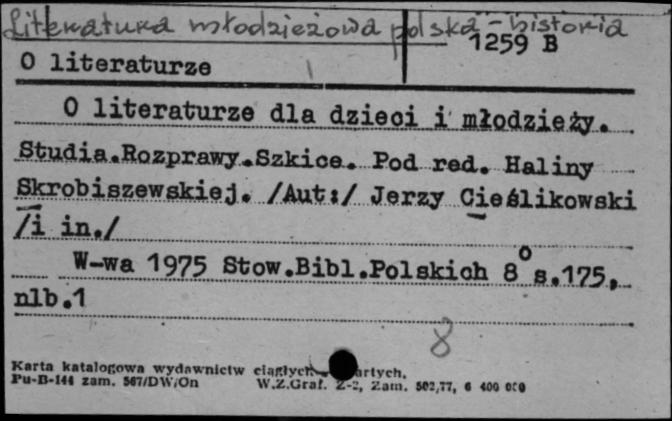 Literatura młodzieżowa polska - historia
1259 B
O literaturze
O literaturze dla dzieci i młodzieży.
Studia.Rozprawy.Szkice. Pod red. Haliny
Skrobiszewskiej. /Aut:/ Jerzy Cieślikowski
/i in./
W-wa 1975 Stow.Bibl.Polskich 8° s.175,
nlb.1
8
Karta katalogowa wydawnictw ciągłych artych.
Pu-B-144 zam. 567/DW/On W.Z.Graf. Z-2, Zam. 502,77, 6 400 000